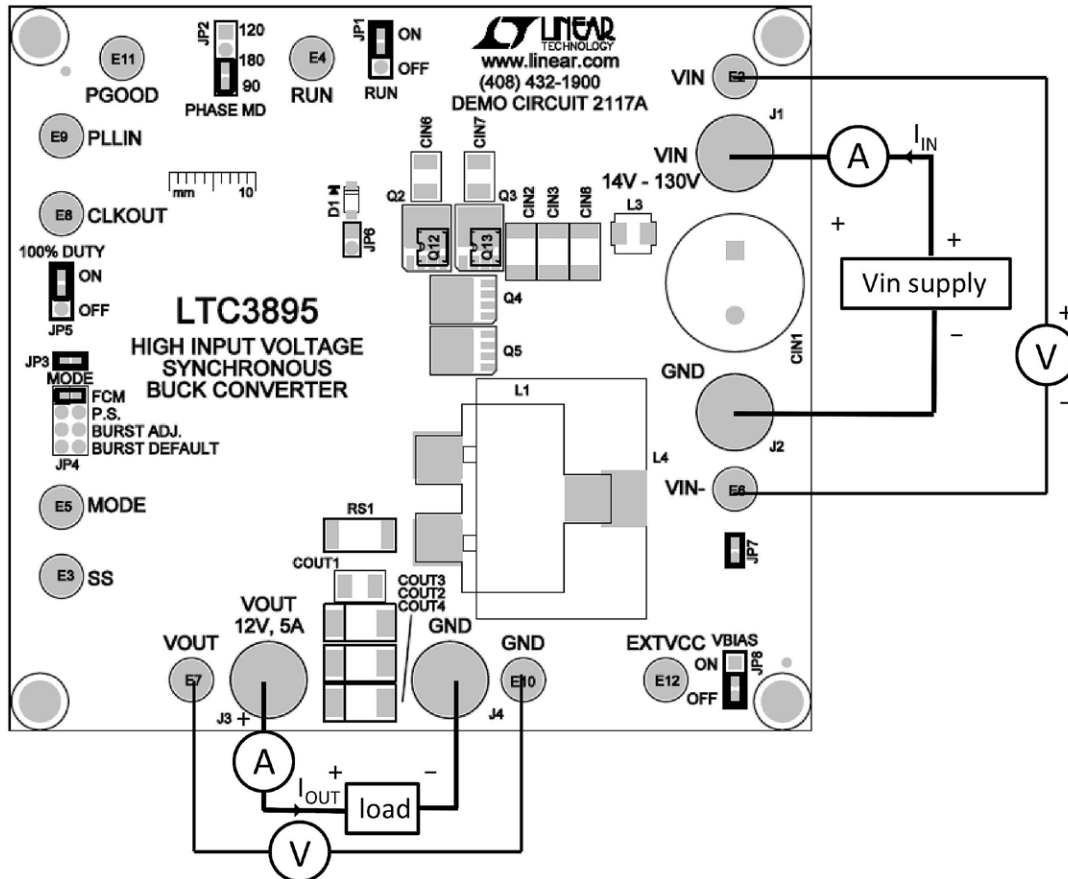 LINEAR
TECHNOLOGY
www.linear.com
(408) 432-1900
DEMO CIRCUIT 2117A
E11
PGOOD
JP2
120
180
90
PHASE MD
E4
RUN
JP1
ON
OFF
RUN
VIN
E2
J1
VIN
14V - 130V
A
I_IN
+
+
Vin supply
−
+
V
−
E9
PLLIN
mm
10
E8
CLKOUT
100% DUTY
ON
OFF
JP5
D1
JP6
CIN6
CIN7
Q2
Q3
Q12
Q13
CIN2
CIN3
CIN8
L3
Q4
Q5
CIN1
LTC3895
HIGH INPUT VOLTAGE
SYNCHRONOUS
BUCK CONVERTER
JP3
MODE
FCM
P.S.
BURST ADJ.
BURST DEFAULT
JP4
GND
J2
L1
L4
VIN-
E6
JP7
E5
MODE
E3
SS
RS1
COUT1
COUT3
COUT2
COUT4
VOUT
E7
VOUT
12V, 5A
J3
GND
J4
GND
E10
EXTVCC
E12
VBIAS
ON
OFF
JP8
+
A
I_OUT
+
−
load
V